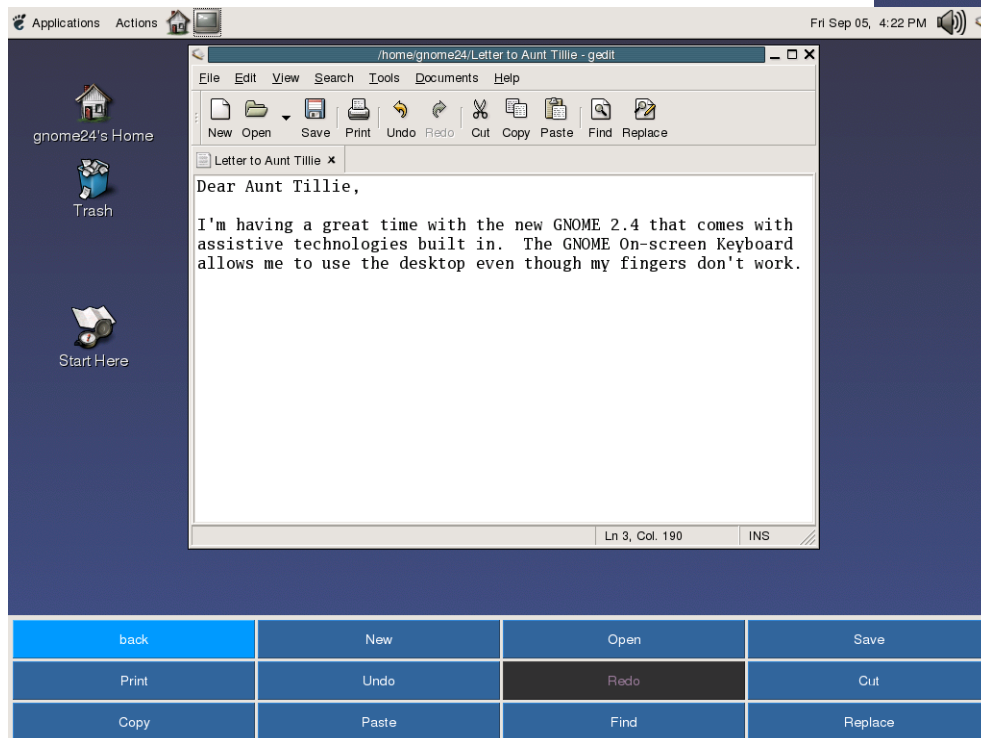 Applications Actions Fri Sep 05, 4:22 PM
/home/gnome24/Letter to Aunt Tillie - gedit
File Edit View Search Tools Documents Help
New Open Save Print Undo Redo Cut Copy Paste Find Replace
Letter to Aunt Tillie
Dear Aunt Tillie,
I'm having a great time with the new GNOME 2.4 that comes with
assistive technologies built in.  The GNOME On-screen Keyboard
allows me to use the desktop even though my fingers don't work.
Ln 3, Col. 190 INS
gnome24's Home
Trash
Start Here
back New Open Save
Print Undo Redo Cut
Copy Paste Find Replace